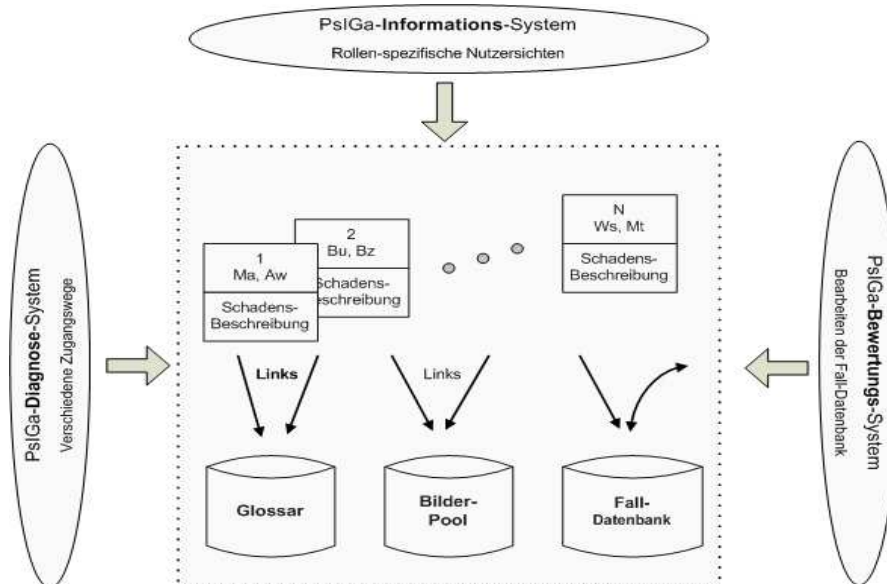 PsIGa-Informations-System
Rollen-spezifische Nutzersichten
PsIGa-Diagnose-System
Verschiedene Zugangswege
1
Ma, Aw
Schadens-
Beschreibung
2
Bu, Bz
Schadens-
Beschreibung
N
Ws, Mt
Schadens-
Beschreibung
Links
Links
Glossar
Bilder-
Pool
Fall-
Datenbank
PsIGa-Bewertungs-System
Bearbeiten der Fall-Datenbank